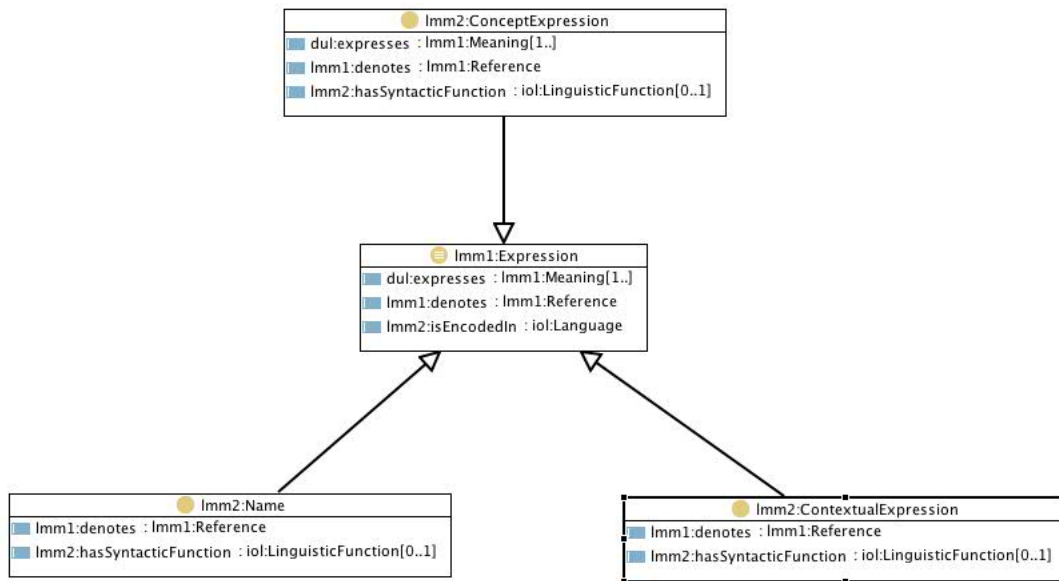 lmm2:ConceptExpression
dul:expresses : lmm1:Meaning[1..]
lmm1:denotes : lmm1:Reference
lmm2:hasSyntacticFunction : iol:LinguisticFunction[0..1]
lmm1:Expression
dul:expresses : lmm1:Meaning[1..]
lmm1:denotes : lmm1:Reference
lmm2:isEncodedIn : iol:Language
lmm2:Name
lmm1:denotes : lmm1:Reference
lmm2:hasSyntacticFunction : iol:LinguisticFunction[0..1]
lmm2:ContextualExpression
lmm1:denotes : lmm1:Reference
lmm2:hasSyntacticFunction : iol:LinguisticFunction[0..1]